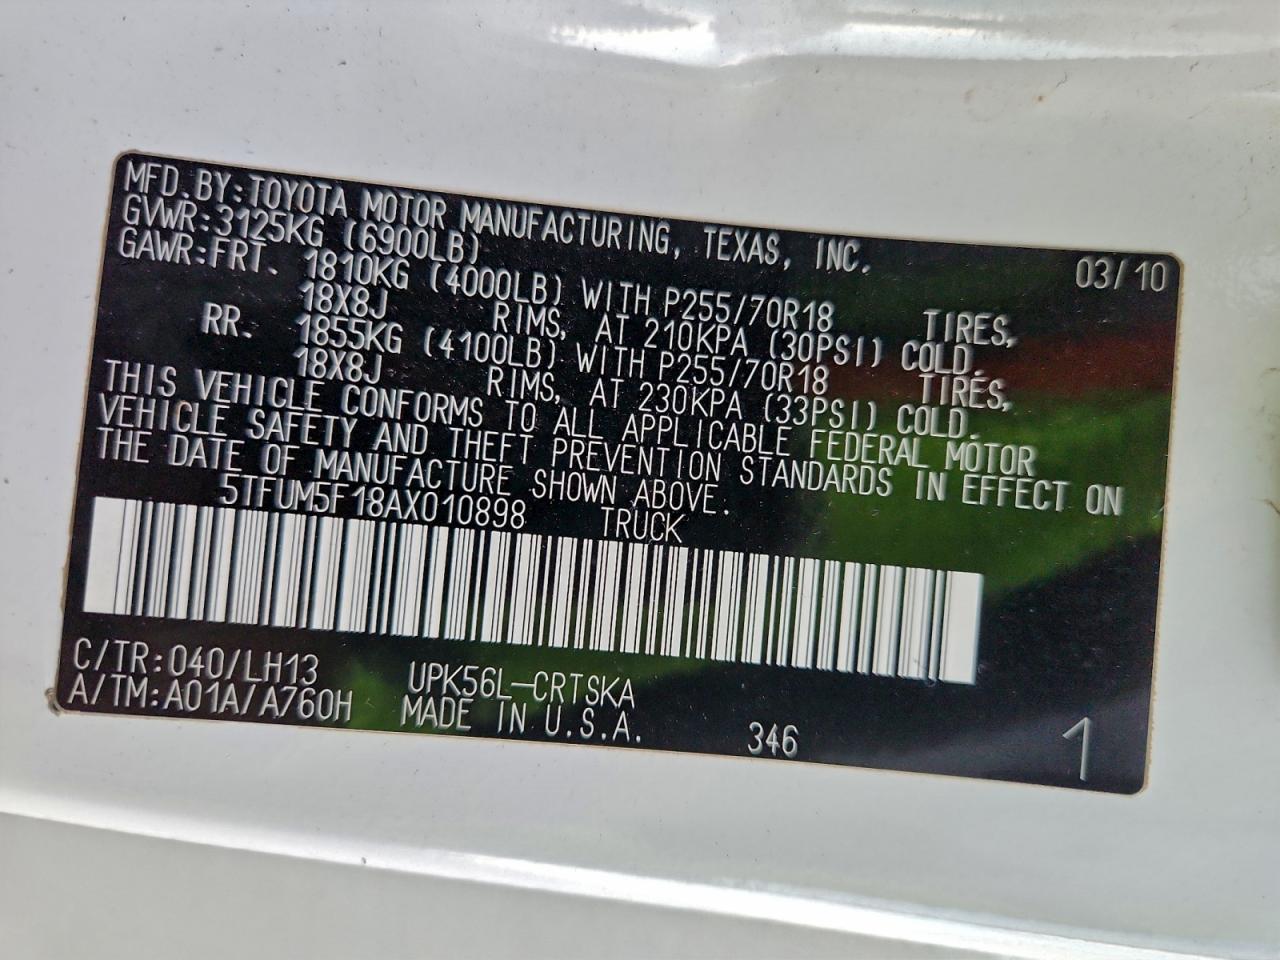 MFD.BY:TOYOTA MOTOR MANUFACTURING, TEXAS, INC. 03/10
GVWR:3125KG (6900LB)
GAWR:FRT. 1810KG (4000LB) WITH P255/70R18 TIRES,
18X8J RIMS, AT 210KPA (30PSI) COLD.
RR. 1855KG (4100LB) WITH P255/70R18 TIRES,
18X8J RIMS, AT 230KPA (33PSI) COLD.
THIS VEHICLE CONFORMS TO ALL APPLICABLE FEDERAL MOTOR
VEHICLE SAFETY AND THEFT PREVENTION STANDARDS IN EFFECT ON
THE DATE OF MANUFACTURE SHOWN ABOVE.
5TFUM5F18AX010898 TRUCK
C/TR:040/LH13 UPK56L-CRTSKA
A/TM:A01A/A760H MADE IN U.S.A. 346 1